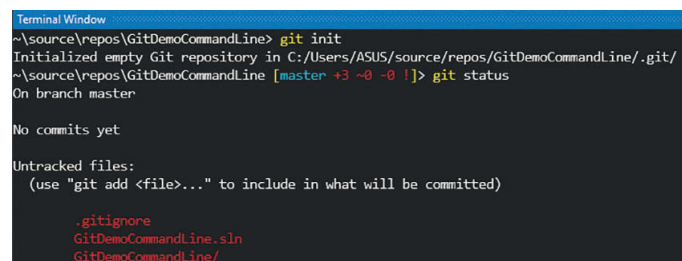 Terminal Window
~\source\repos\GitDemoCommandLine> git init
Initialized empty Git repository in C:/Users/ASUS/source/repos/GitDemoCommandLine/.git/
~\source\repos\GitDemoCommandLine [master +3 ~0 -0 !]> git status
On branch master
No commits yet
Untracked files:
(use "git add <file>..." to include in what will be committed)
.gitignore
GitDemoCommandLine.sln
GitDemoCommandLine/